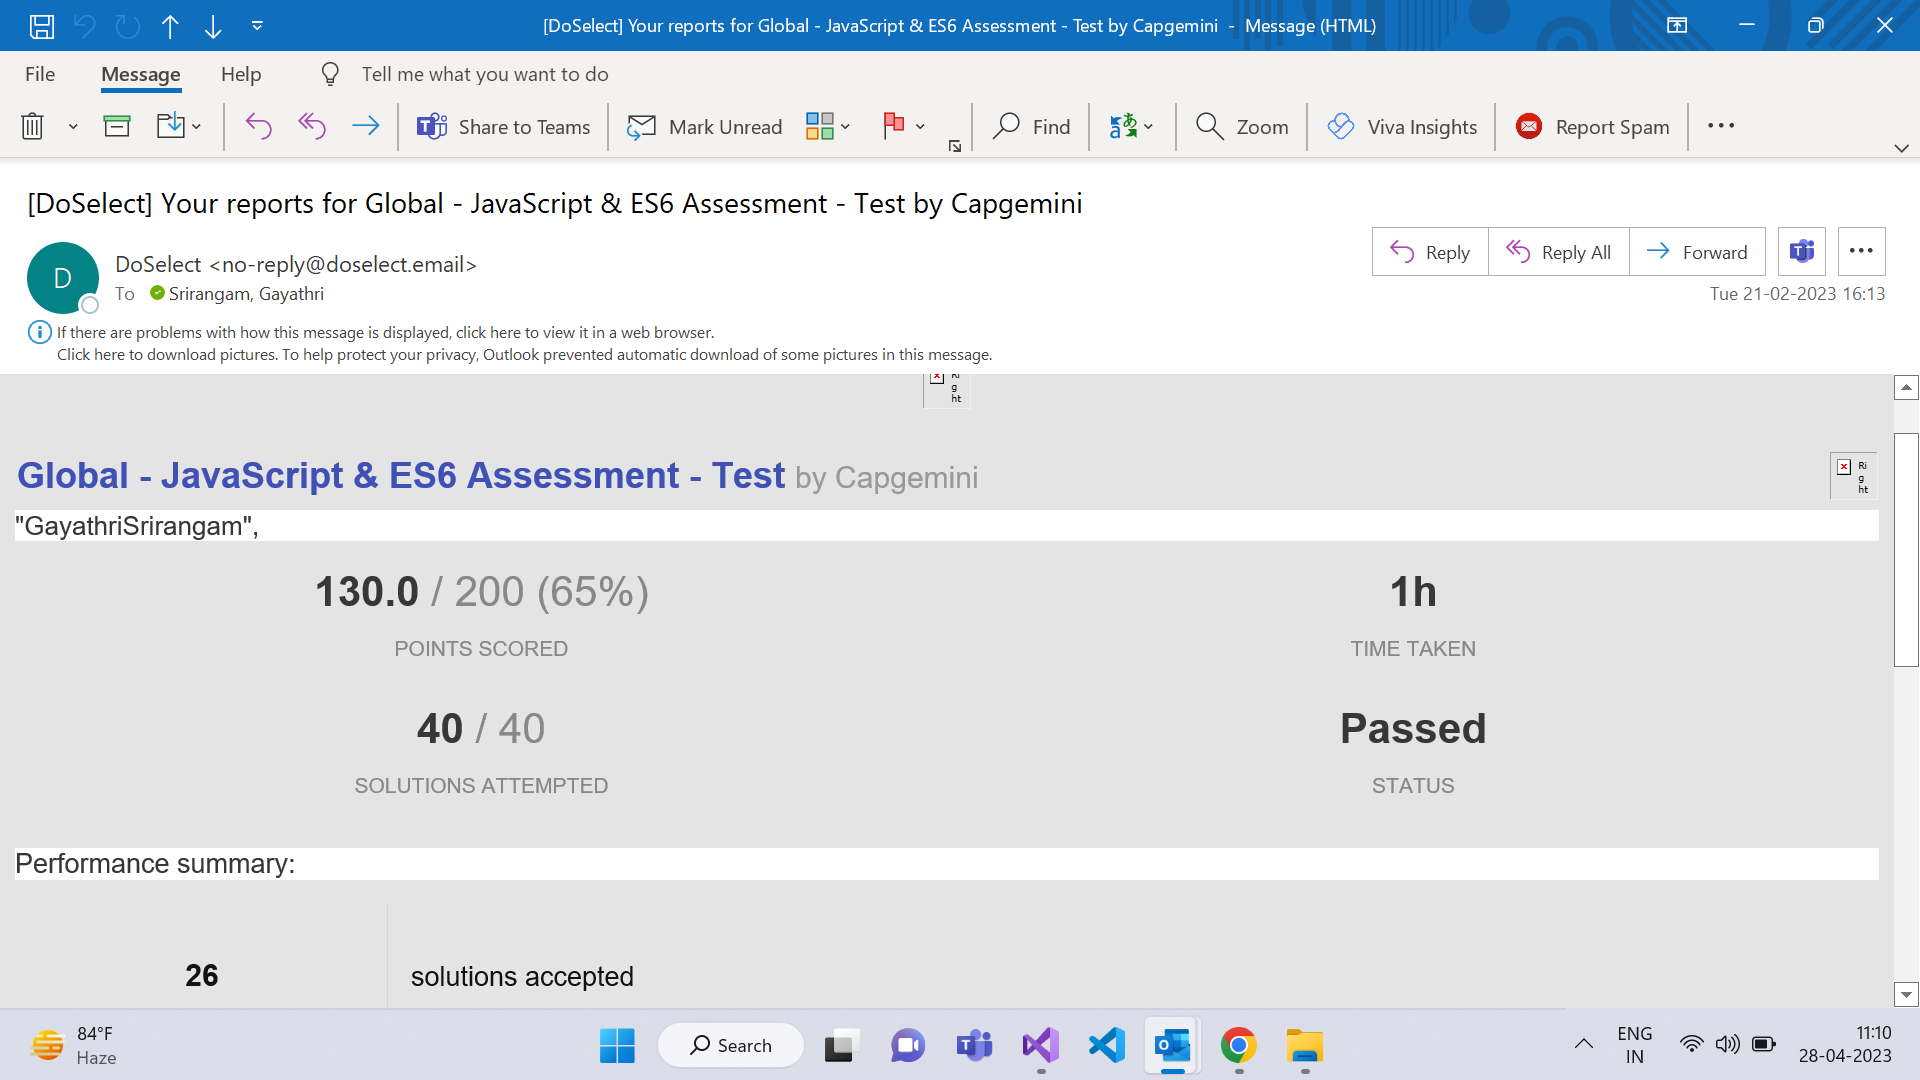 [DoSelect] Your reports for Global - JavaScript & ES6 Assessment - Test by Capgemini - Message (HTML)
File Message Help Tell me what you want to do
Share to Teams Mark Unread Find Zoom Viva Insights Report Spam
[DoSelect] Your reports for Global - JavaScript & ES6 Assessment - Test by Capgemini
Reply Reply All Forward
D
DoSelect <no-reply@doselect.email>
To Srirangam, Gayathri
Tue 21-02-2023 16:13
If there are problems with how this message is displayed, click here to view it in a web browser.
Click here to download pictures. To help protect your privacy, Outlook prevented automatic download of some pictures in this message.
Ri
g
ht
Global - JavaScript & ES6 Assessment - Test by Capgemini
Ri
g
ht
"GayathriSrirangam",
130.0 / 200 (65%) 1h
POINTS SCORED TIME TAKEN
40 / 40 Passed
SOLUTIONS ATTEMPTED STATUS
Performance summary:
26 solutions accepted
84°F
Haze
Search
ENG
IN
11:10
28-04-2023